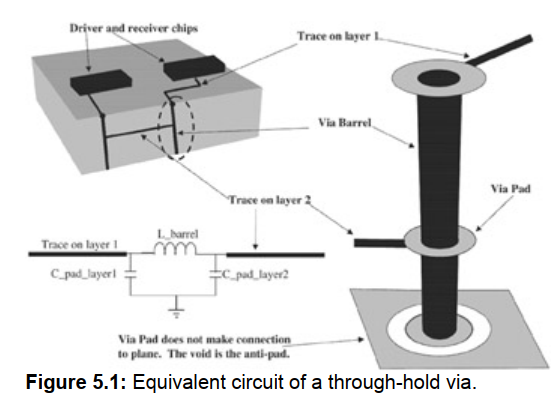 Driver and receiver chips
Trace on layer 1
Via Barrel
Via Pad
Trace on layer 2
L_barrel
Trace on layer 1
C_pad_layer1
C_pad_layer2
Via Pad does not make connection
to plane. The void is the anti-pad.
Figure 5.1: Equivalent circuit of a through-hold via.